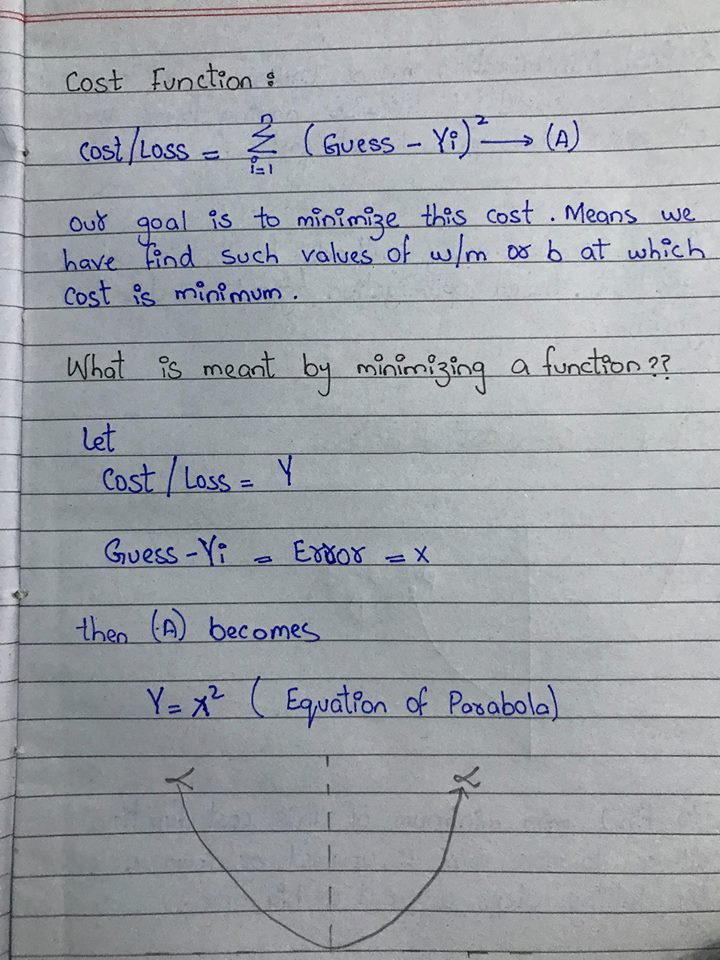 Cost Function :
Cost/Loss = n Σ i=1 (Guess - Yi)² → (A)
our goal is to minimize this cost. Means we
have find such values of w/m or b at which
cost is minimum.
What is meant by minimizing a function??
Let
Cost / Loss = Y
Guess - Yi = Error = x
then (A) becomes
Y = x² ( Equation of Parabola)
∝ ∝